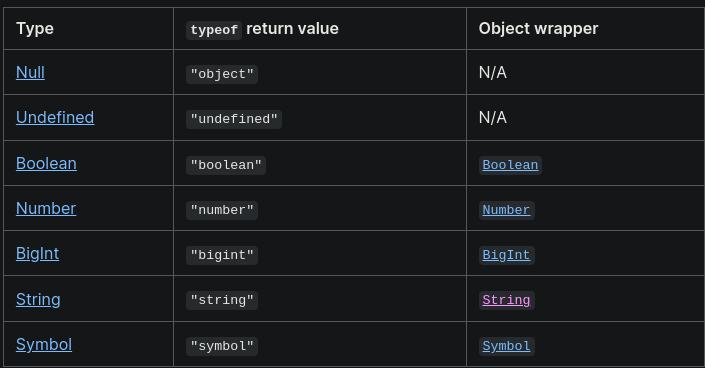 Type typeof return value Object wrapper
Null "object" N/A
Undefined "undefined" N/A
Boolean "boolean" Boolean
Number "number" Number
BigInt "bigint" BigInt
String "string" String
Symbol "symbol" Symbol